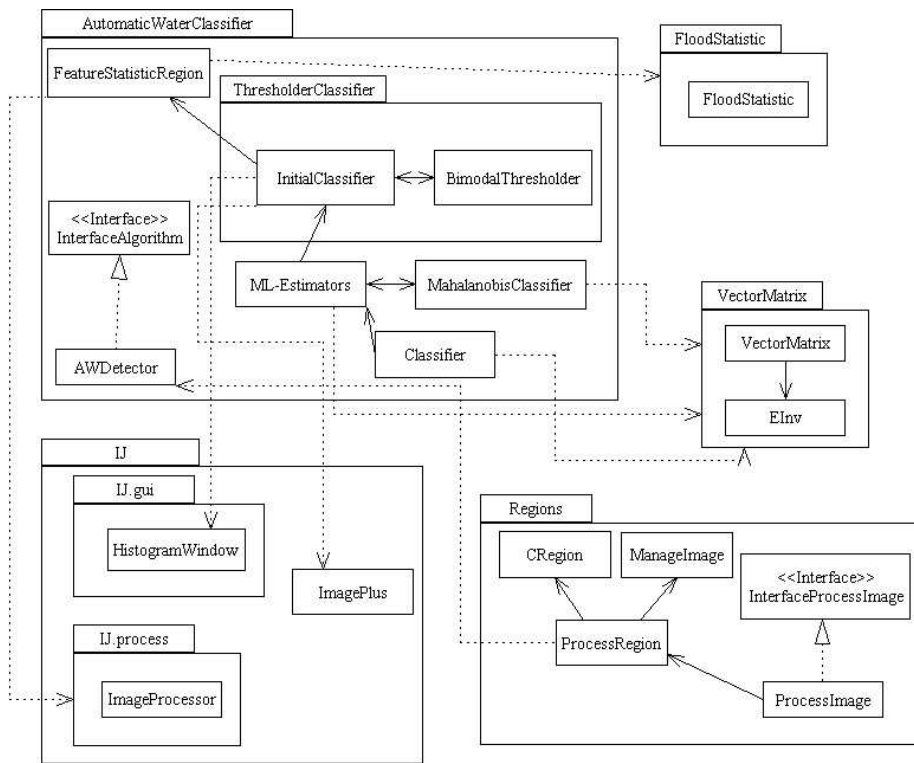 AutomaticWaterClassifier
FloodStatistic
FeatureStatisticRegion
FloodStatistic
ThresholderClassifier
InitialClassifier
BimodalThresholder
<<Interface>>
InterfaceAlgorithm
ML-Estimators
MahalanobisClassifier
VectorMatrix
VectorMatrix
Classifier
AWDetector
EInv
IJ
IJ.gui
HistogramWindow
ImagePlus
IJ.process
ImageProcessor
Regions
CRegion
ManageImage
<<Interface>>
InterfaceProcessImage
ProcessRegion
ProcessImage